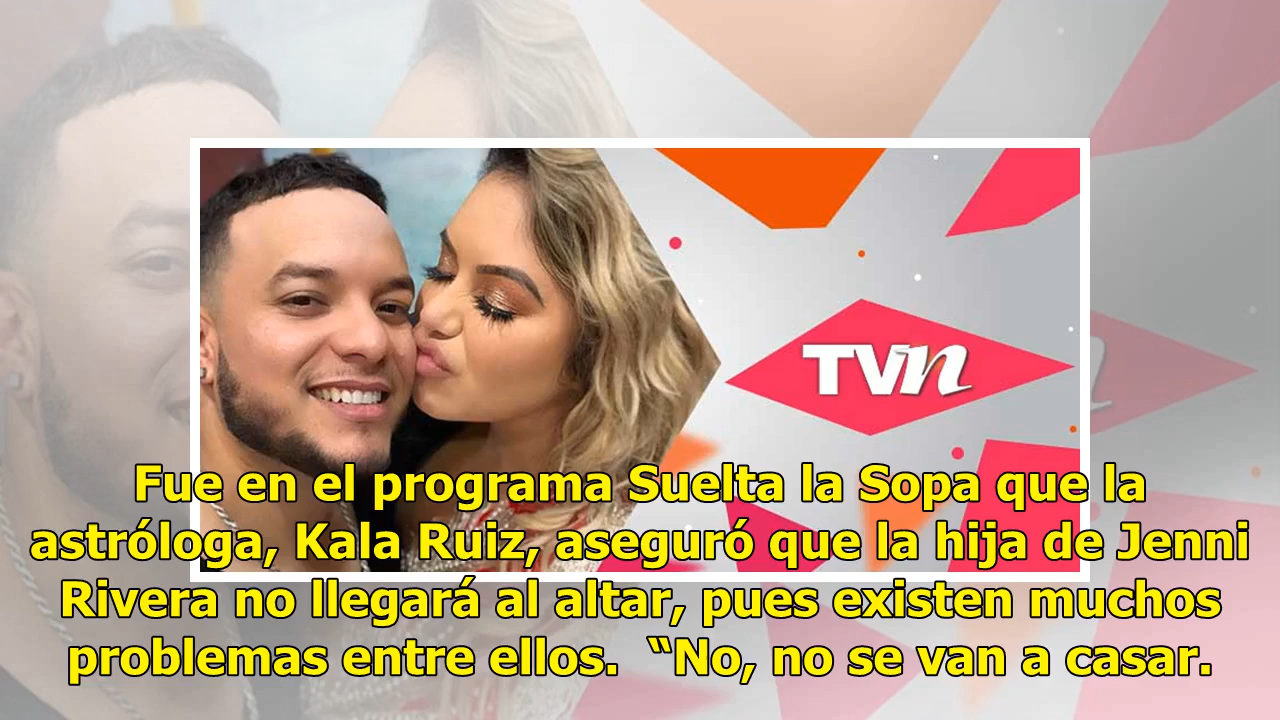 TVn
Fue en el programa Suelta la Sopa que la
astróloga, Kala Ruiz, aseguró que la hija de Jenni
Rivera no llegará al altar, pues existen muchos
problemas entre ellos.  “No, no se van a casar.